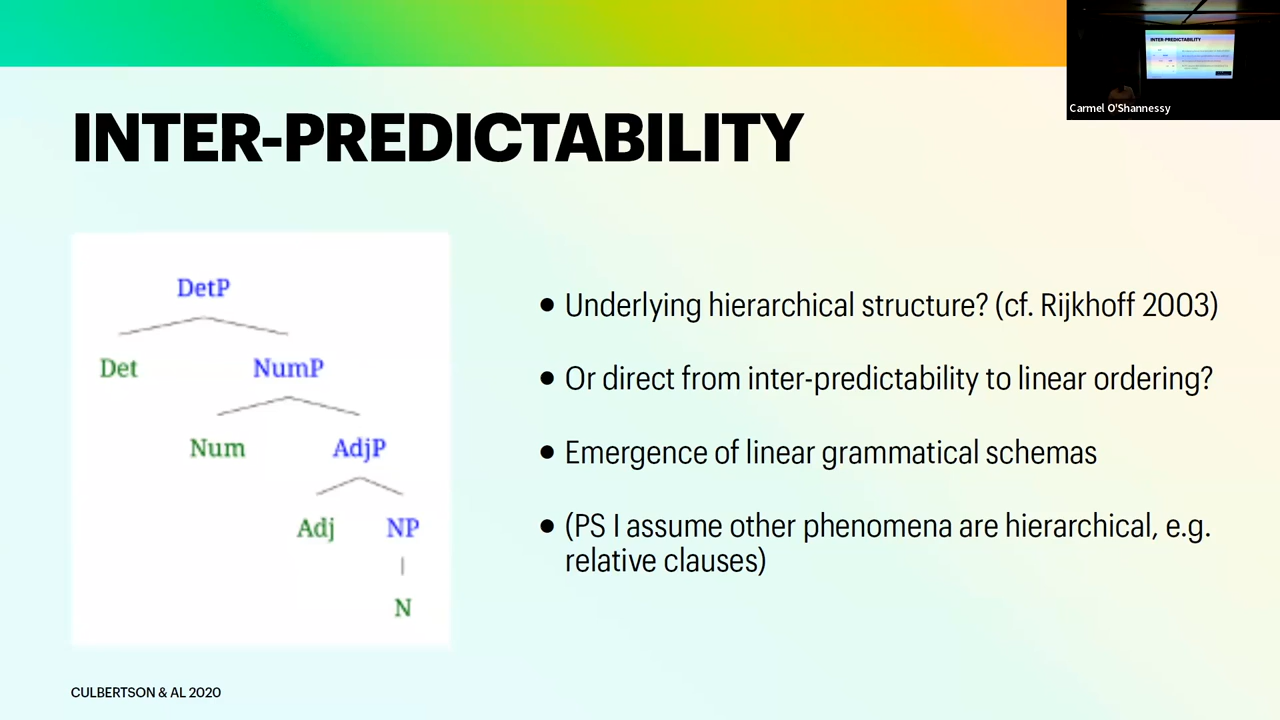 INTER-PREDICTABILITY
INTER-PREDICTABILITY
Carmel O'Shannessy
DetP
Det
NumP
Num
AdjP
Adj
NP
N
• Underlying hierarchical structure? (cf. Rijkhoff 2003)
• Or direct from inter-predictability to linear ordering?
• Emergence of linear grammatical schemas
• (PS I assume other phenomena are hierarchical, e.g.
relative clauses)
CULBERTSON & AL 2020